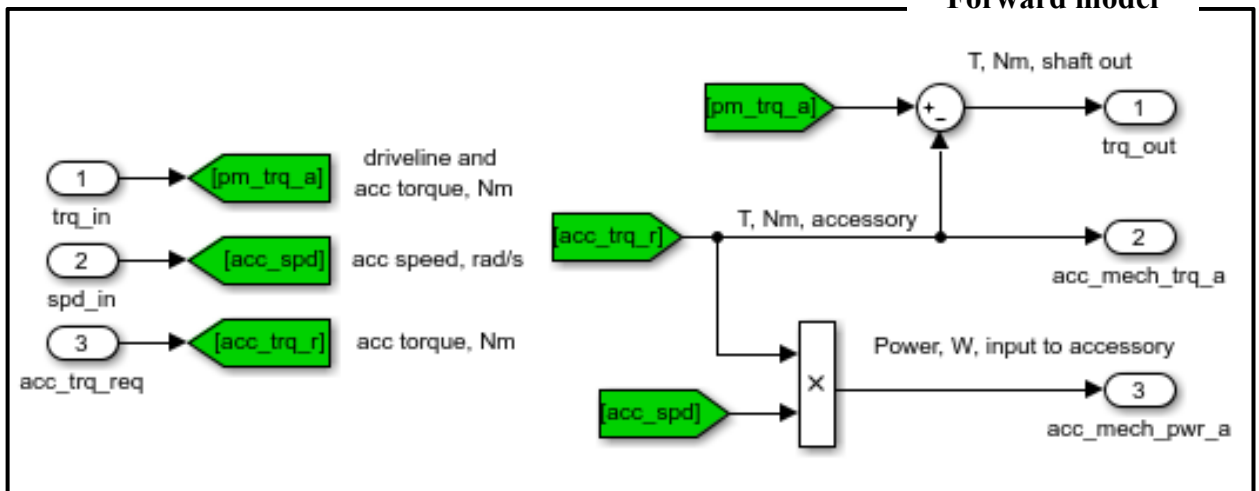 Forward model
T, Nm, shaft out
[pm_trq_a]
+
-
1
trq_out
1
trq_in
[pm_trq_a]
driveline and
acc torque, Nm
[acc_trq_r]
T, Nm, accessory
2
acc_mech_trq_a
2
spd_in
[acc_spd]
acc speed, rad/s
3
acc_trq_req
[acc_trq_r]
acc torque, Nm
Power, W, input to accessory
×
[acc_spd]
3
acc_mech_pwr_a